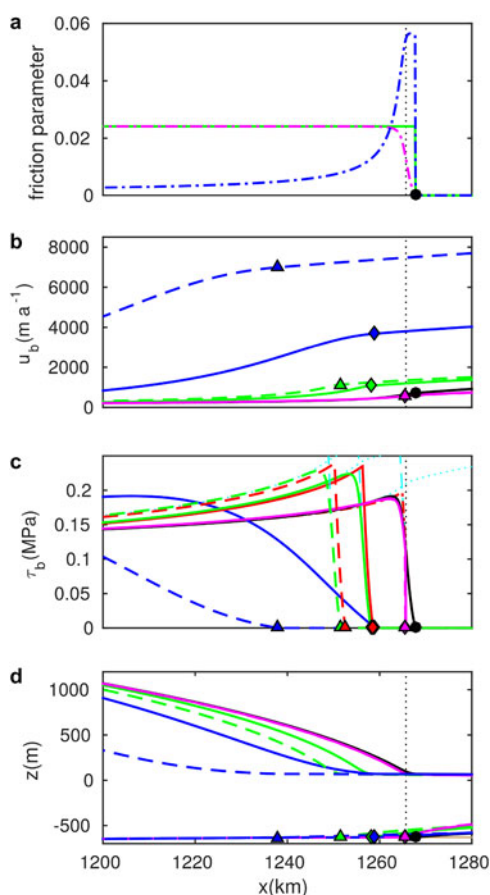 a
0.06
0.04
0.02
0
friction parameter
b
8000
6000
4000
2000
0
u_b(m a⁻¹)
c
0.2
0.15
0.1
0.05
0
τ_b(MPa)
d
1000
500
0
-500
z(m)
1200 1220 1240 1260 1280
x(km)